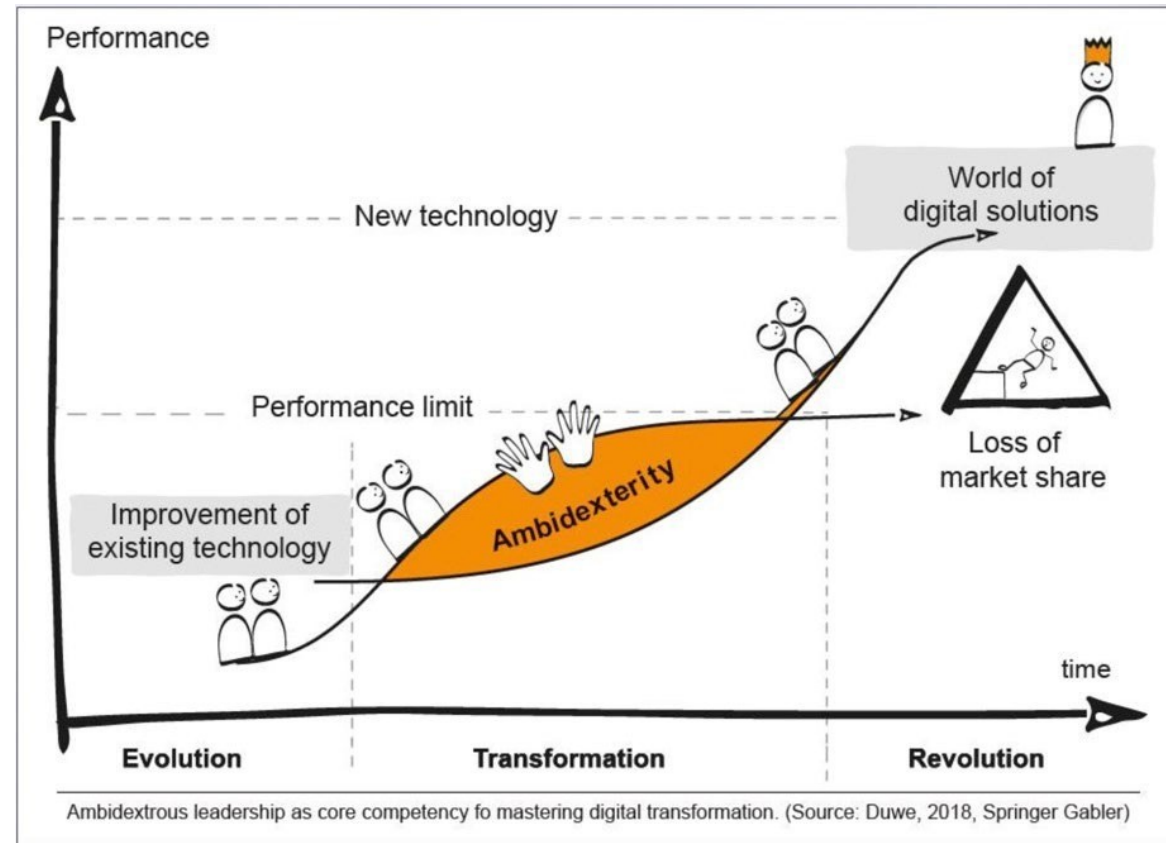 Performance
New technology
World of
digital solutions
Performance limit
Loss of
market share
Ambidexterity
Improvement of
existing technology
time
Evolution
Transformation
Revolution
Ambidextrous leadership as core competency fo mastering digital transformation. (Source: Duwe, 2018, Springer Gabler)